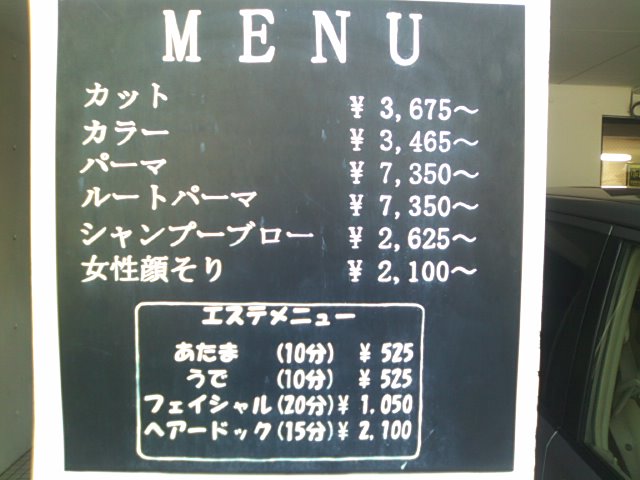 MENU
カット ¥ 3,675～
カラー ¥ 3,465～
パーマ ¥ 7,350～
ルートパーマ ¥ 7,350～
シャンプーブロー ¥ 2,625～
女性顔そり ¥ 2,100～
エステメニュー
あたま (10分) ¥ 525
うで (10分) ¥ 525
フェイシャル(20分)¥ 1,050
ヘアードック(15分)¥ 2,100